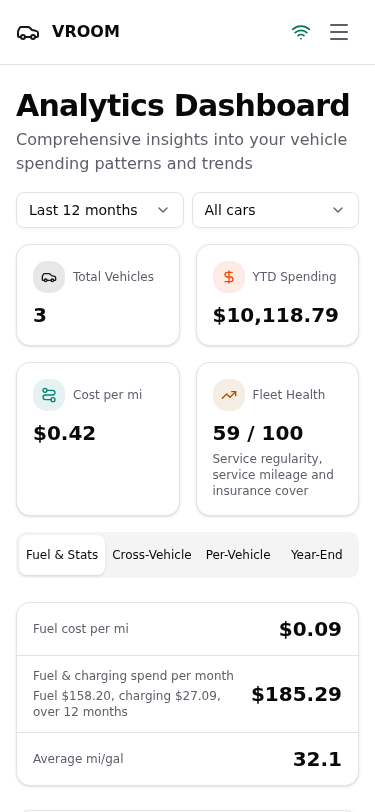 VROOM
Analytics Dashboard
Comprehensive insights into your vehicle
spending patterns and trends
Last 12 months
All cars
Total Vehicles
3
YTD Spending
$10,118.79
Cost per mi
$0.42
Fleet Health
59 / 100
Service regularity,
service mileage and
insurance cover
Fuel & Stats
Cross-Vehicle
Per-Vehicle
Year-End
Fuel cost per mi
$0.09
Fuel & charging spend per month
Fuel $158.20, charging $27.09,
over 12 months
$185.29
Average mi/gal
32.1